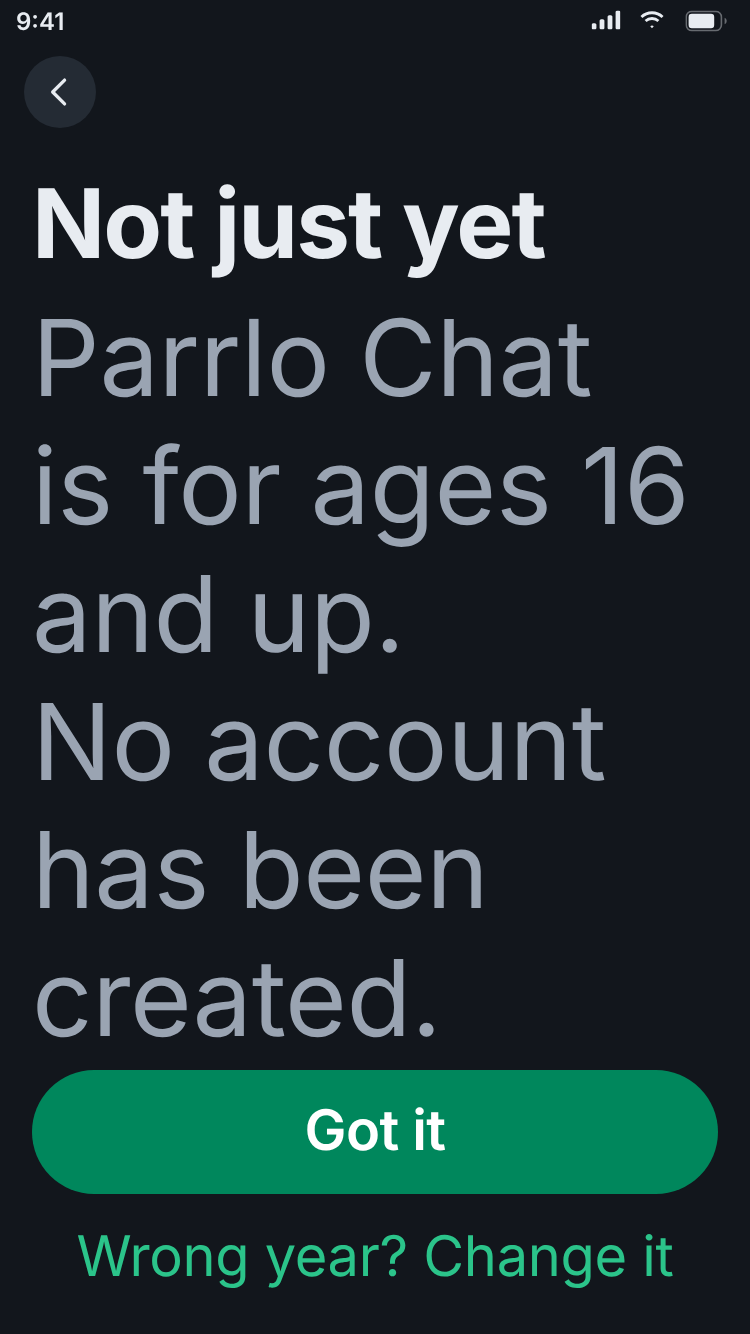 9:41
Not just yet
Parrlo Chat
is for ages 16
and up.
No account
has been
created.
Got it
Wrong year? Change it